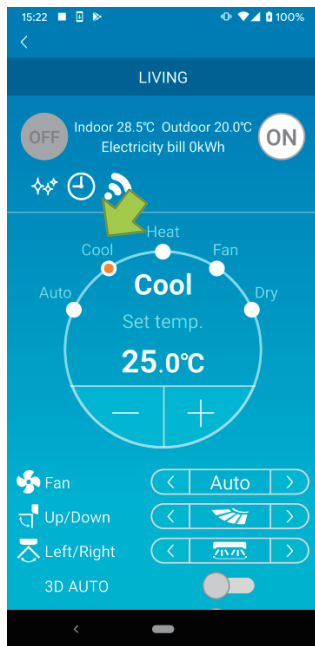 15:22 100%
LIVING
OFF Indoor 28.5℃ Outdoor 20.0℃ ON
Electricity bill 0kWh
Heat
Cool Fan
Auto Cool Dry
Set temp.
25.0℃
— +
Fan < Auto >
Up/Down < >
Left/Right < >
3D AUTO